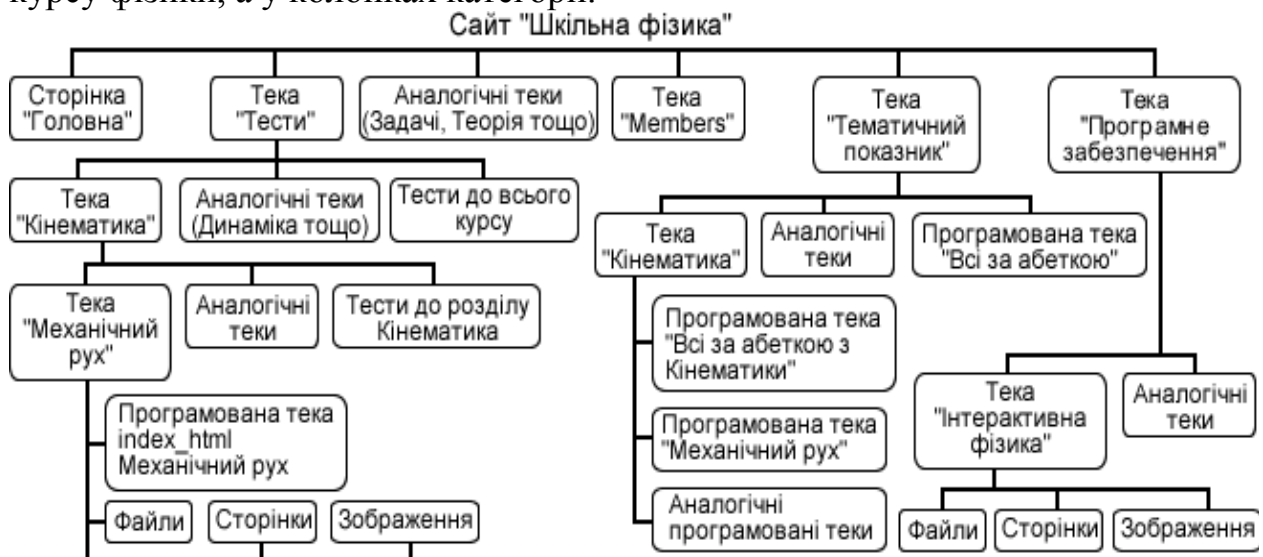 курсу фізики, а у колонках категорії.
Сайт "Шкільна фізика"
Сторінка
"Головна"
Тека
"Тести"
Аналогічні теки
(Задачі, Теорія тощо)
Тека
"Members"
Тека
"Тематичний
показник"
Тека
"Програмне
забезпечення"
Тека
"Кінематика"
Аналогічні теки
(Динаміка тощо)
Тести до всього
курсу
Тека
"Кінематика"
Аналогічні
теки
Програмована тека
"Всі за абеткою"
Тека
"Механічний
рух"
Аналогічні
теки
Тести до розділу
Кінематика
Програмована тека
"Всі за абеткою з
Кінематики"
Програмована тека
"Механічний рух"
Аналогічні
програмовані теки
Тека
"Інтерактивна
фізика"
Аналогічні
теки
Програмована тека
index_html
Механічний рух
Файли
Сторінки
Зображення
Файли
Сторінки
Зображення